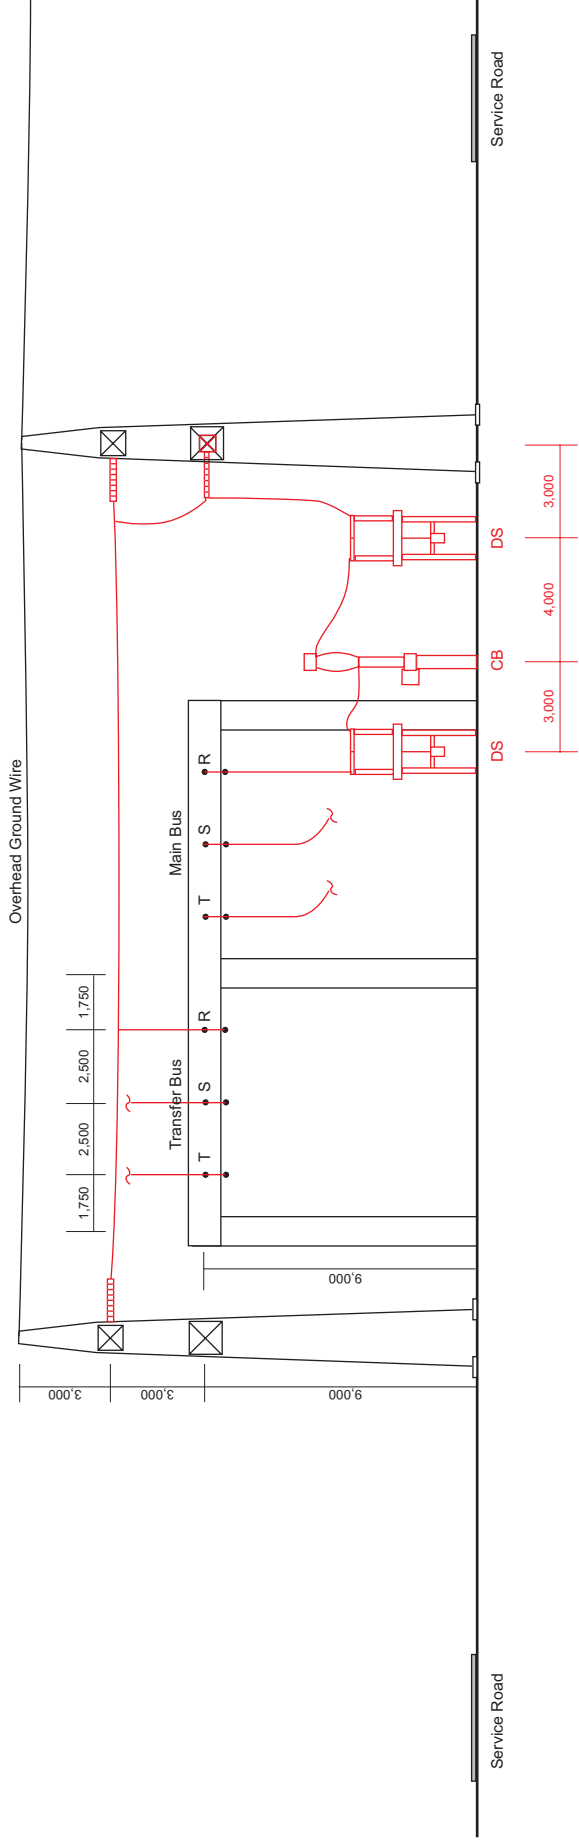 Overhead Ground Wire
3,000
1,750 2,500 2,500 1,750
3,000
Transfer Bus
Main Bus
T S R
T S R
9,000
9,000
Service Road
DS CB DS
Service Road
3,000 4,000 3,000